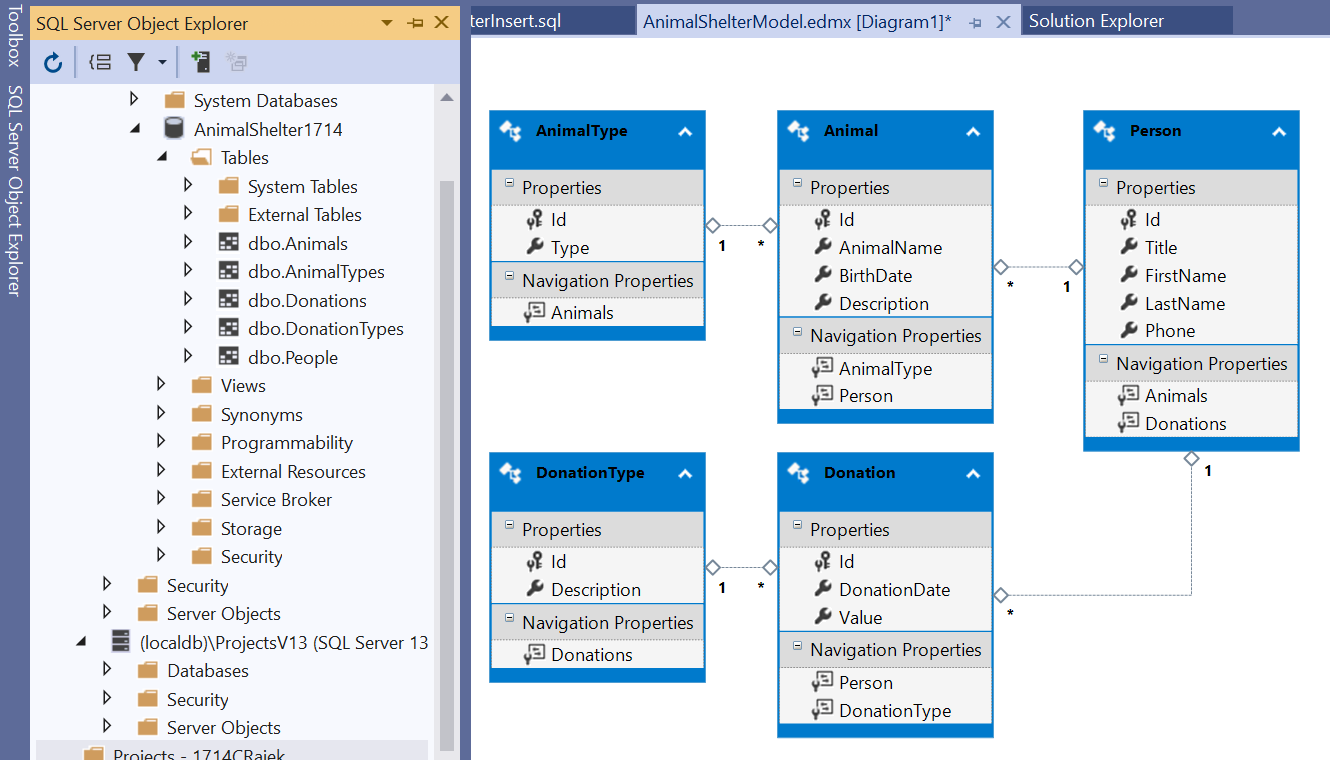 Toolbox
SQL Server Object Explorer
SQL Server Object Explorer
System Databases
AnimalShelter1714
Tables
System Tables
External Tables
dbo.Animals
dbo.AnimalTypes
dbo.Donations
dbo.DonationTypes
dbo.People
Views
Synonyms
Programmability
External Resources
Service Broker
Storage
Security
Security
Server Objects
(localdb)\ProjectsV13 (SQL Server 13
Databases
Security
Server Objects
Projects - 1714CRajek
terInsert.sql
AnimalShelterModel.edmx [Diagram1]*
Solution Explorer
AnimalType
Properties
Id
Type
Navigation Properties
Animals
1
*
Animal
Properties
Id
AnimalName
BirthDate
Description
Navigation Properties
AnimalType
Person
*
1
Person
Properties
Id
Title
FirstName
LastName
Phone
Navigation Properties
Animals
Donations
1
DonationType
Properties
Id
Description
Navigation Properties
Donations
1
*
Donation
Properties
Id
DonationDate
Value
Navigation Properties
Person
DonationType
*